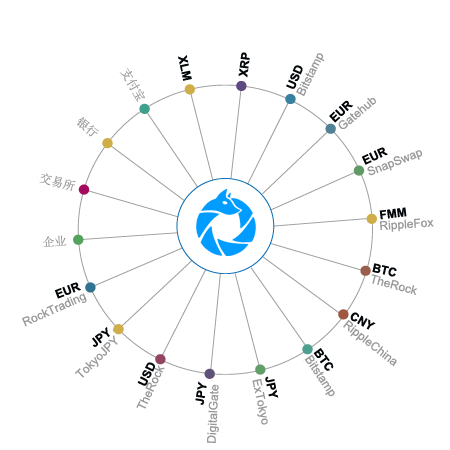 XRP
USD
Bitstamp
EUR
Gatehub
EUR
SnapSwap
FMM
RippleFox
BTC
TheRock
CNY
RippleChina
BTC
Bitstamp
JPY
ExTokyo
JPY
DigitalGate
USD
TheRock
JPY
TokyoJPY
EUR
RockTrading
企业
交易所
银行
支付宝
XLM